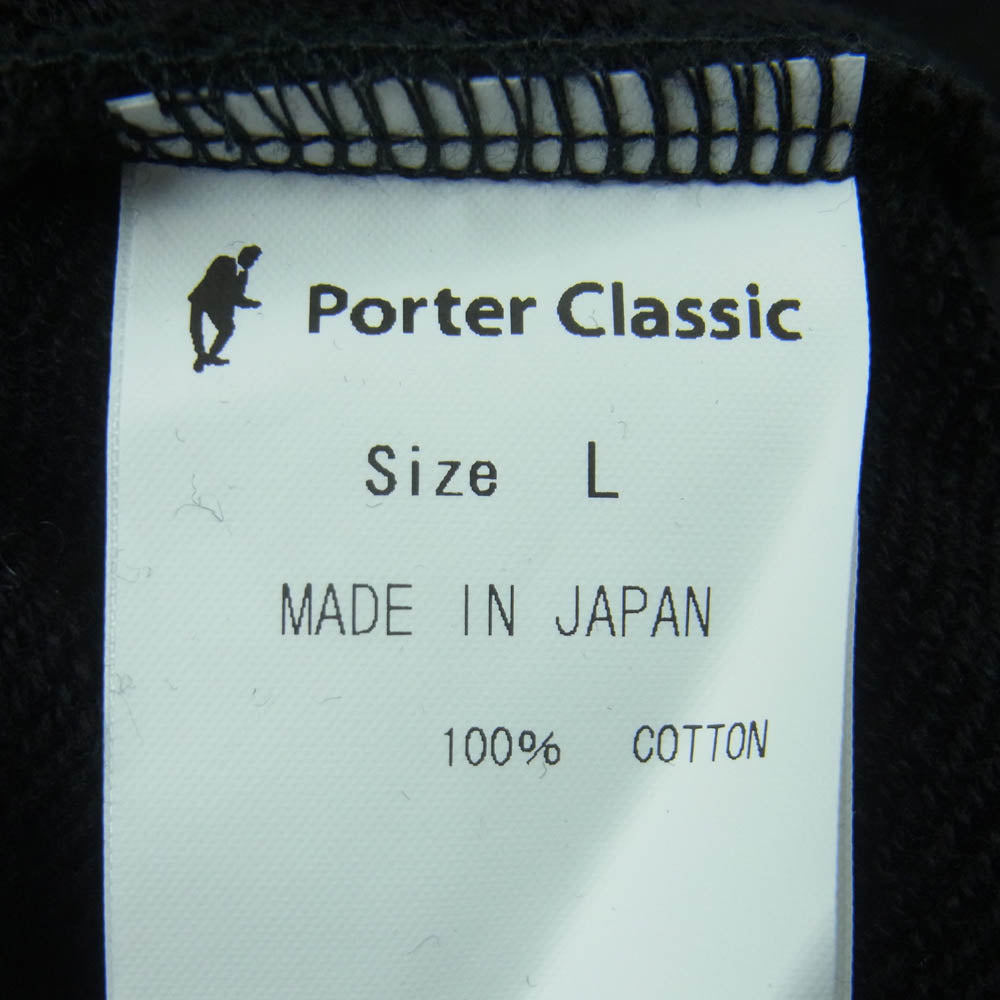 Porter Classic
Size L
MADE IN JAPAN
100% COTTON